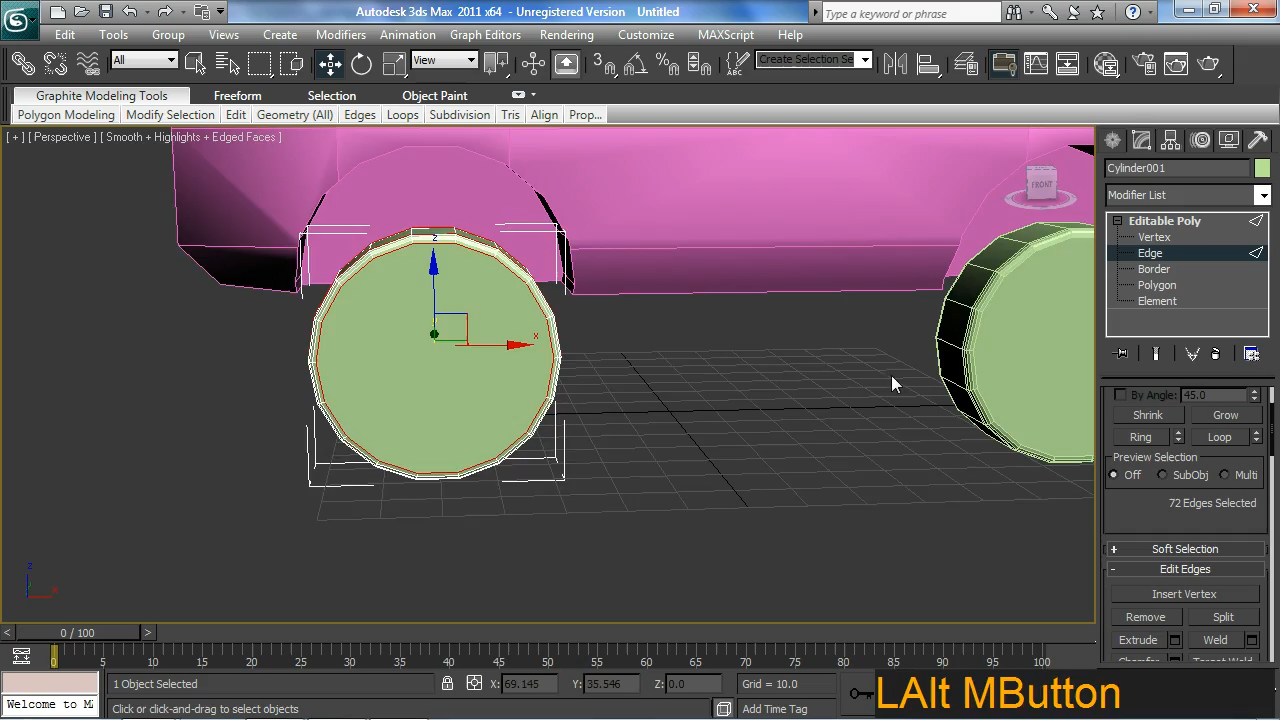 Autodesk 3ds Max 2011 x64 - Unregistered Version Untitled
Type a keyword or phrase
Edit Tools Group Views Create Modifiers Animation Graph Editors Rendering Customize MAXScript Help
All View Create Selection Se
Graphite Modeling Tools Freeform Selection Object Paint
Polygon Modeling Modify Selection Edit Geometry (All) Edges Loops Subdivision Tris Align Prop...
[ + ] [ Perspective ] [ Smooth + Highlights + Edged Faces ]
FRONT
z
x
z
x
Cylinder001
Modifier List
Editable Poly
Vertex
Edge
Border
Polygon
Element
By Angle: 45.0
Shrink Grow
Ring Loop
Preview Selection
Off SubObj Multi
72 Edges Selected
+ Soft Selection
- Edit Edges
Insert Vertex
Remove Split
Extrude Weld
Chamfer Target Weld
< 0 / 100 >
0 5 10 15 20 25 30 35 40 45 50 55 60 65 70 75 80 85 90 95 100
1 Object Selected X: 69.145 Y: 35.546 Z: 0.0 Grid = 10.0
Welcome to MA Click or click-and-drag to select objects Add Time Tag
LAlt MButton